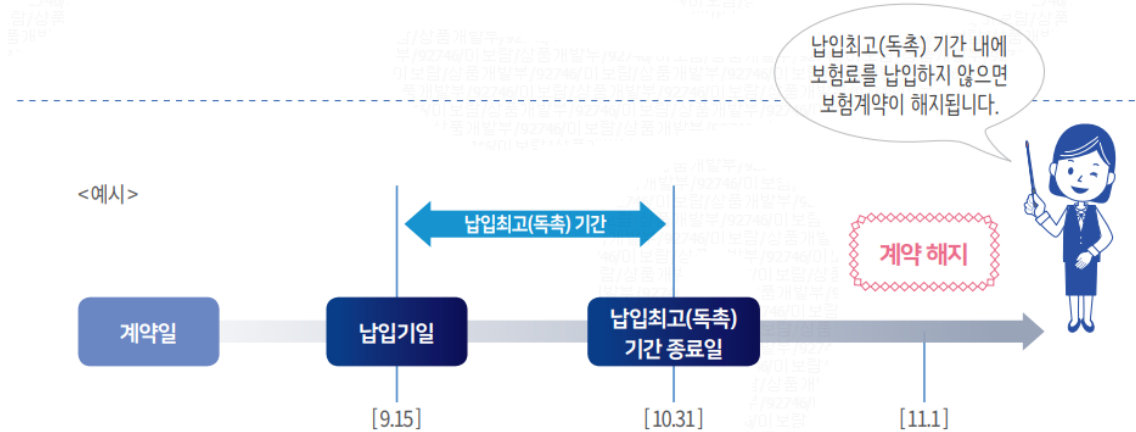 납입최고(독촉) 기간 내에
보험료를 납입하지 않으면
보험계약이 해지됩니다.
<예시>
납입최고(독촉) 기간
계약 해지
계약일
납입기일
납입최고(독촉)
기간 종료일
[9.15]
[10.31]
[11.1]